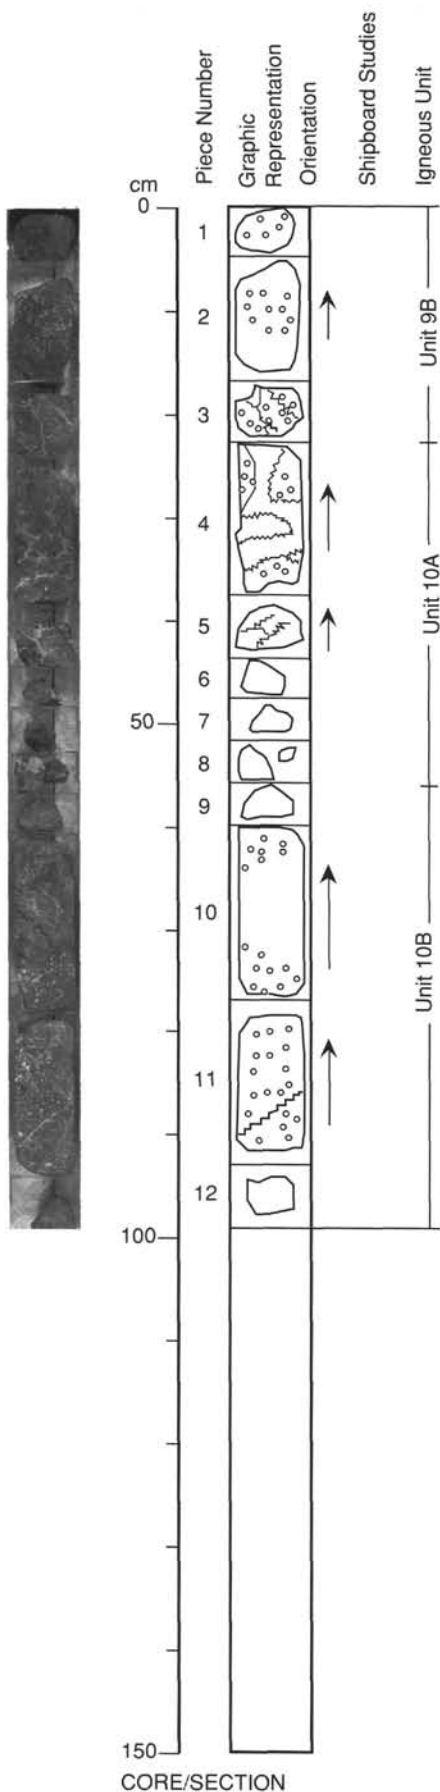 cm
Piece Number
Graphic
Representation
Orientation
Shipboard Studies
Igneous Unit
0
1
2
Unit 9B
3
4
Unit 10A
5
6
50
7
8
9
10
Unit 10B
11
12
100
150
CORE/SECTION